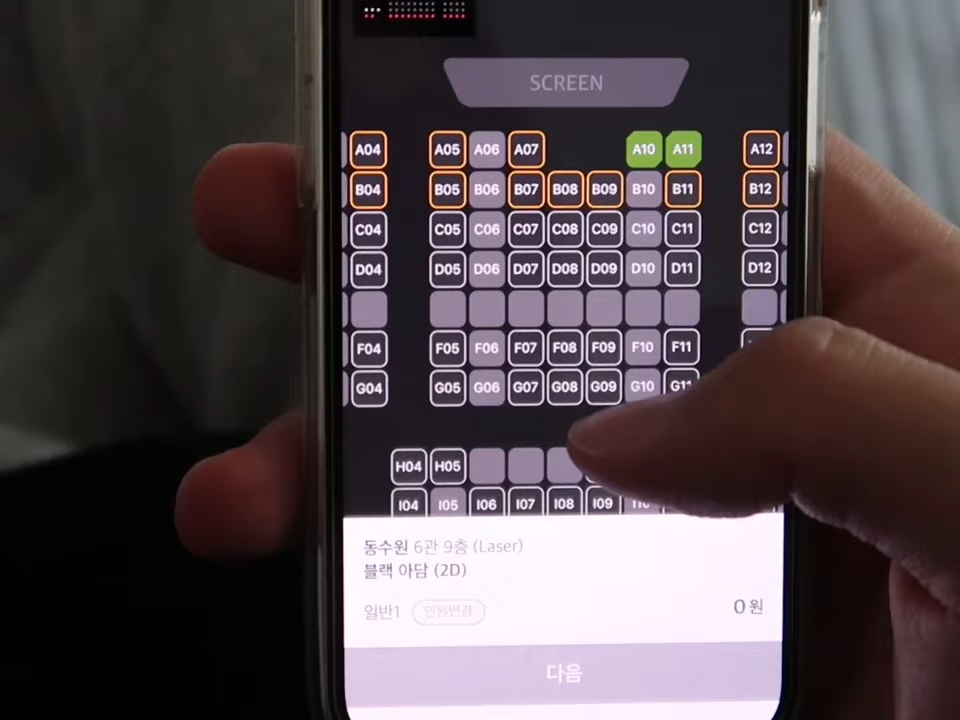 SCREEN
A04 A05 A06 A07 A10 A11 A12
B04 B05 B06 B07 B08 B09 B10 B11 B12
C04 C05 C06 C07 C08 C09 C10 C11 C12
D04 D05 D06 D07 D08 D09 D10 D11 D12
F04 F05 F06 F07 F08 F09 F10 F11
G04 G05 G06 G07 G08 G09 G10 G11
H04 H05
I04 I05 I06 I07 I08 I09 I10
동수원 6관 9층 (Laser)
블랙 아담 (2D)
일반1 인원변경 0원
다음